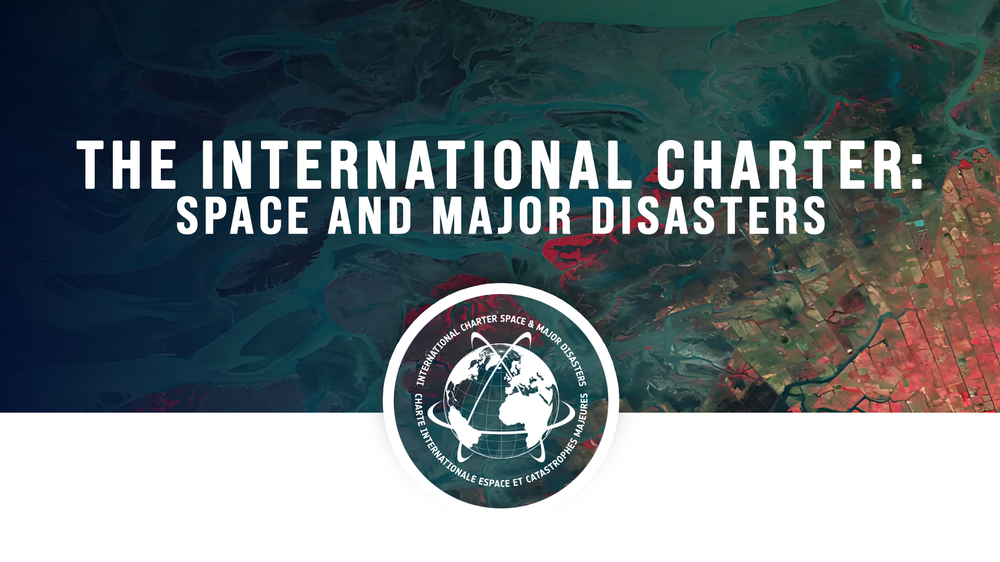 THE INTERNATIONAL CHARTER:
SPACE AND MAJOR DISASTERS
INTERNATIONAL CHARTER SPACE & MAJOR DISASTERS
CHARTE INTERNATIONALE ESPACE ET CATASTROPHES MAJEURES